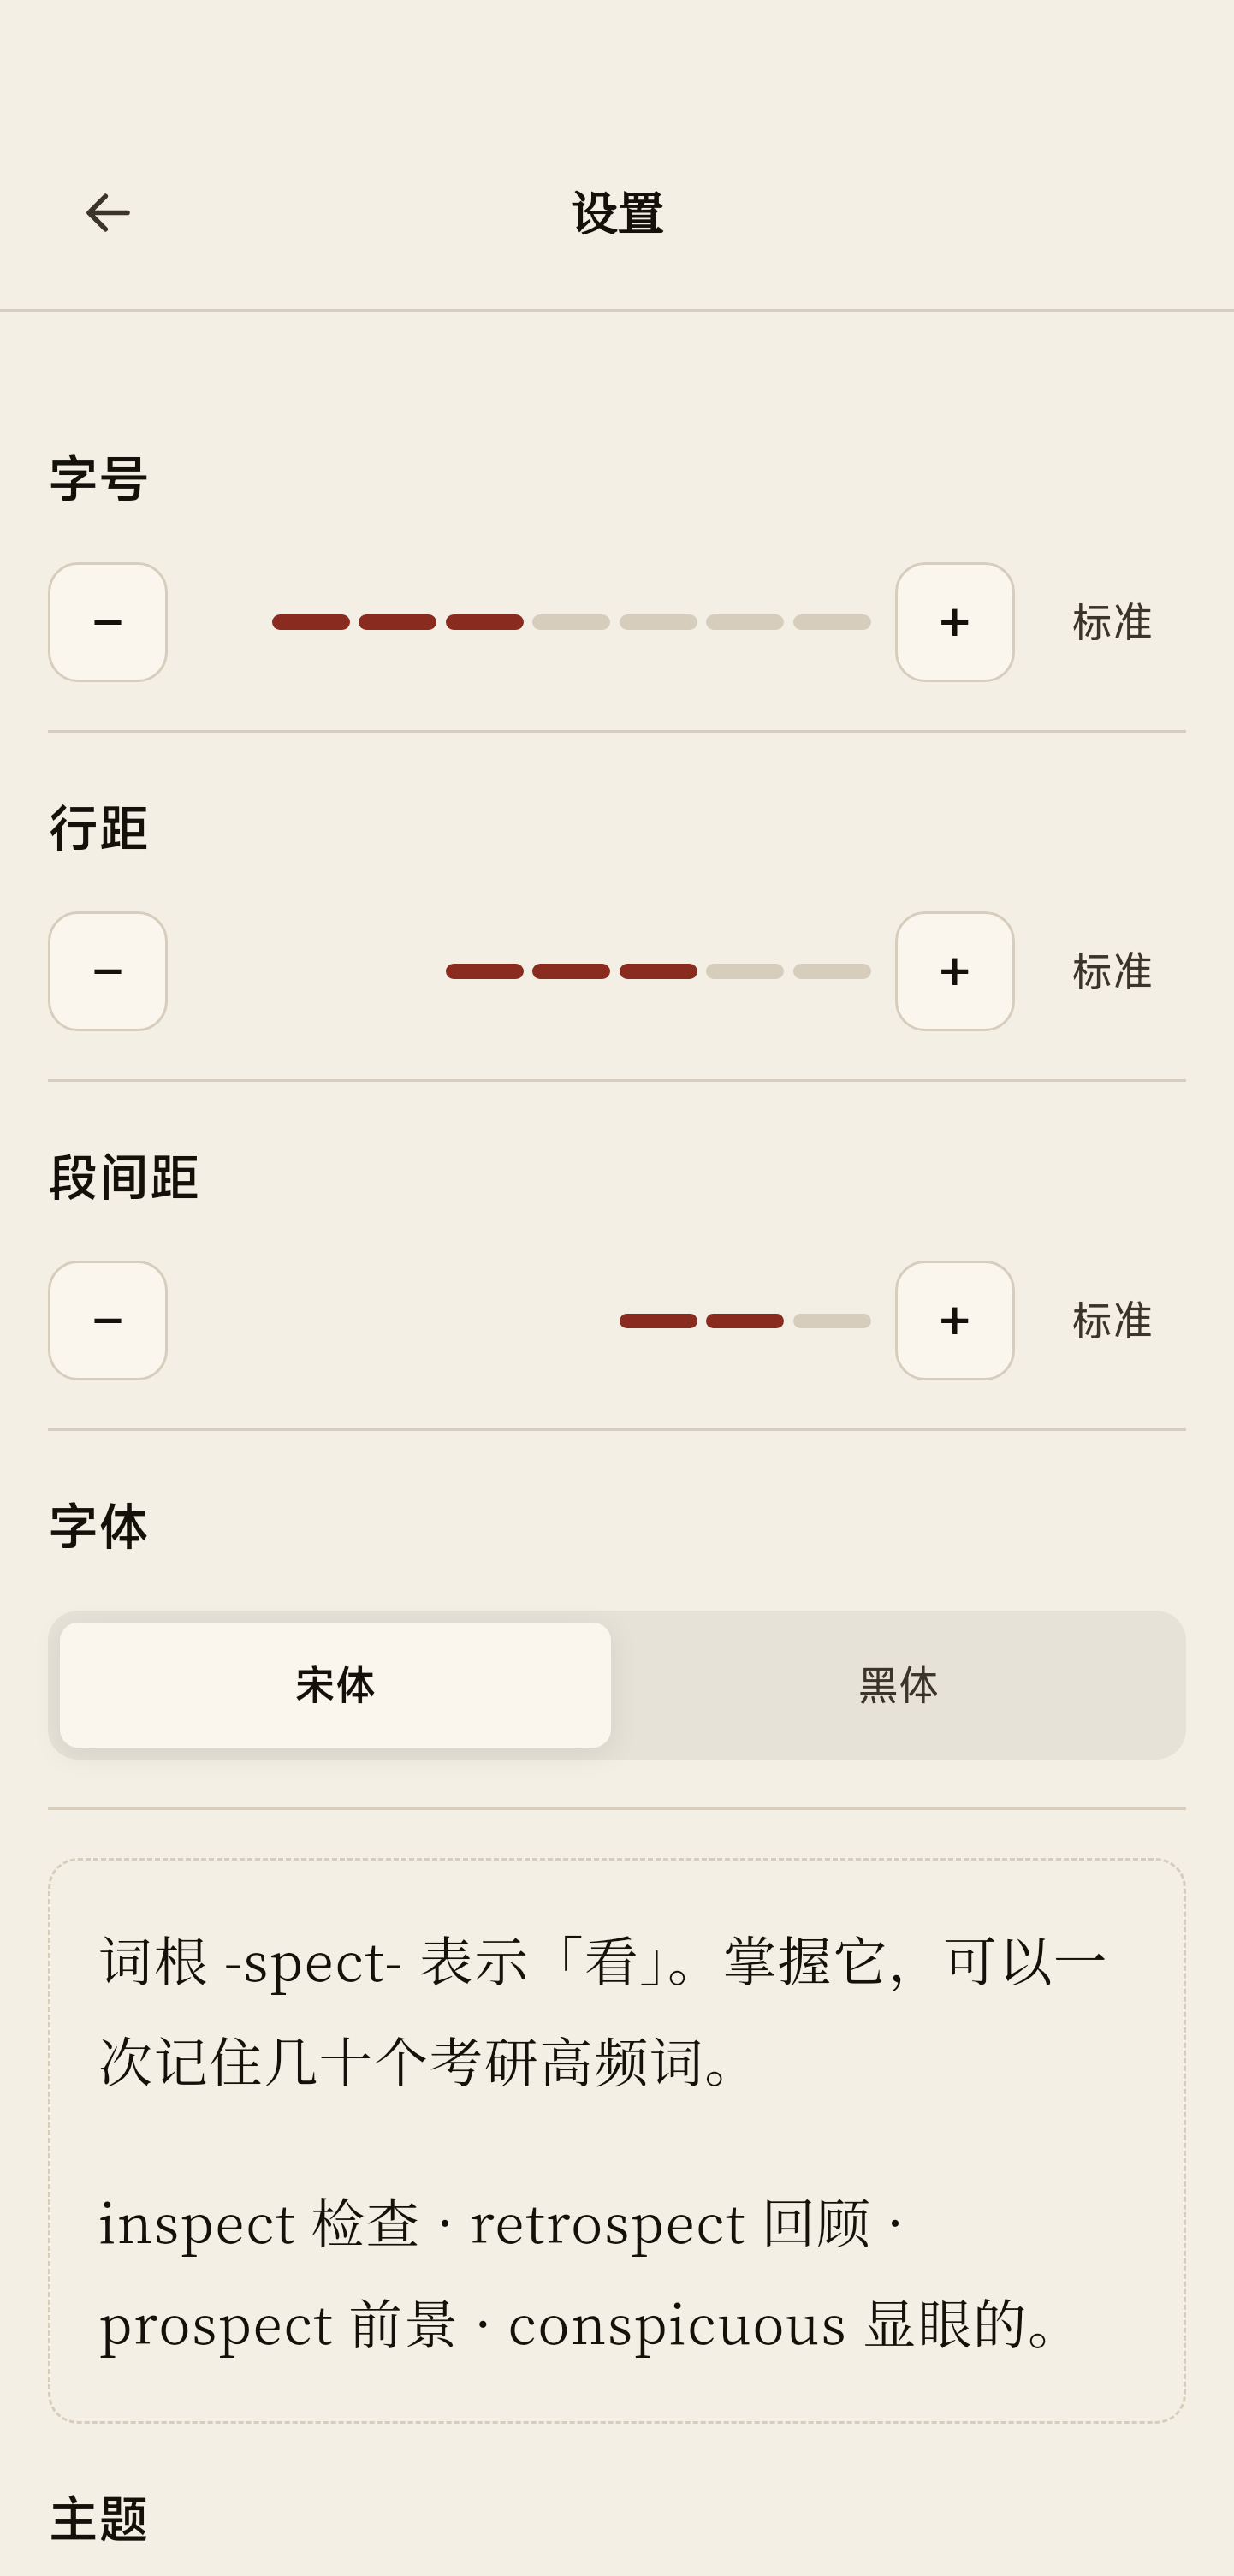 设置
字号
− + 标准
行距
− + 标准
段间距
− + 标准
字体
宋体 黑体
词根 -spect- 表示「看」。掌握它，可以一
次记住几十个考研高频词。
inspect 检查 · retrospect 回顾 ·
prospect 前景 · conspicuous 显眼的。
主题